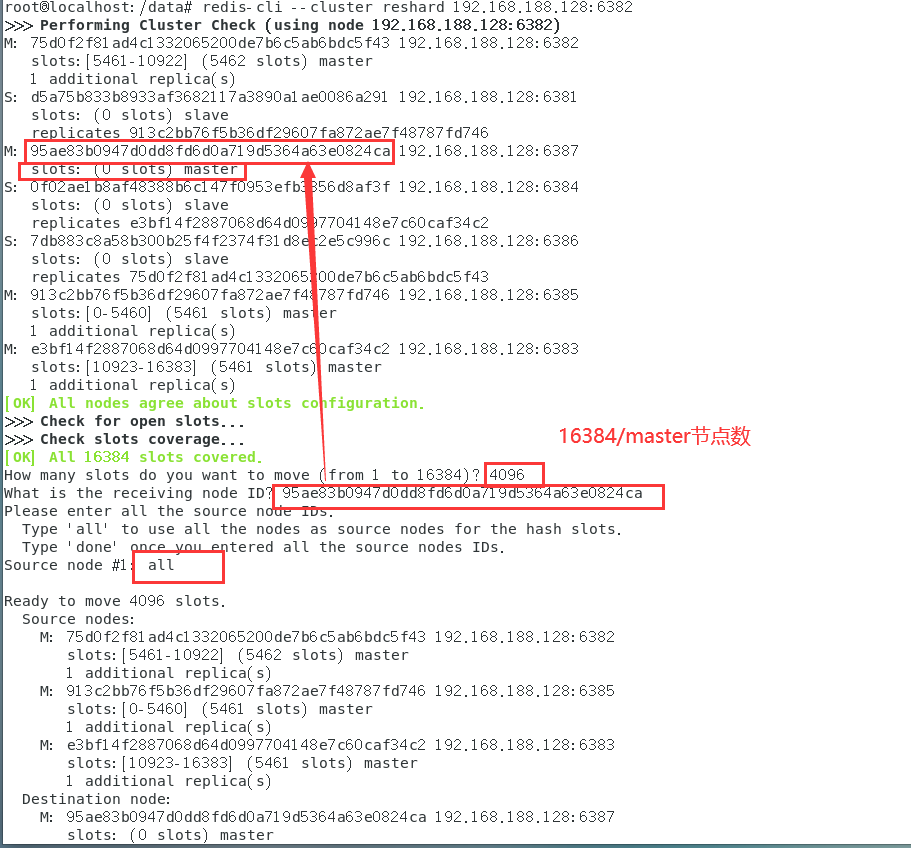 root@localhost:/data# redis-cli --cluster reshard 192.168.188.128:6382
>>> Performing Cluster Check (using node 192.168.188.128:6382)
M: 75d0f2f81ad4c1332065200de7b6c5ab6bdc5f43 192.168.188.128:6382
slots:[5461-10922] (5462 slots) master
1 additional replica(s)
S: d5a75b833b8933af3682117a3890a1ae0086a291 192.168.188.128:6381
slots: (0 slots) slave
replicates 913c2bb76f5b36df29607fa872ae7f48787fd746
M: 95ae83b0947d0dd8fd6d0a719d5364a63e0824ca 192.168.188.128:6387
slots: (0 slots) master
S: 0f02ae1b8af48388b6c147f0953efb3856d8af3f 192.168.188.128:6384
slots: (0 slots) slave
replicates e3bf14f2887068d64d0997704148e7c60caf34c2
S: 7db883c8a58b300b25f4f2374f31d8ec2e5c996c 192.168.188.128:6386
slots: (0 slots) slave
replicates 75d0f2f81ad4c1332065200de7b6c5ab6bdc5f43
M: 913c2bb76f5b36df29607fa872ae7f48787fd746 192.168.188.128:6385
slots:[0-5460] (5461 slots) master
1 additional replica(s)
M: e3bf14f2887068d64d0997704148e7c60caf34c2 192.168.188.128:6383
slots:[10923-16383] (5461 slots) master
1 additional replica(s)
[OK] All nodes agree about slots configuration.
>>> Check for open slots...
>>> Check slots coverage...
16384/master节点数
[OK] All 16384 slots covered.
How many slots do you want to move (from 1 to 16384)? 4096
What is the receiving node ID? 95ae83b0947d0dd8fd6d0a719d5364a63e0824ca
Please enter all the source node IDs.
Type 'all' to use all the nodes as source nodes for the hash slots.
Type 'done' once you entered all the source nodes IDs.
Source node #1: all
Ready to move 4096 slots.
Source nodes:
M: 75d0f2f81ad4c1332065200de7b6c5ab6bdc5f43 192.168.188.128:6382
slots:[5461-10922] (5462 slots) master
1 additional replica(s)
M: 913c2bb76f5b36df29607fa872ae7f48787fd746 192.168.188.128:6385
slots:[0-5460] (5461 slots) master
1 additional replica(s)
M: e3bf14f2887068d64d0997704148e7c60caf34c2 192.168.188.128:6383
slots:[10923-16383] (5461 slots) master
1 additional replica(s)
Destination node:
M: 95ae83b0947d0dd8fd6d0a719d5364a63e0824ca 192.168.188.128:6387
slots: (0 slots) master